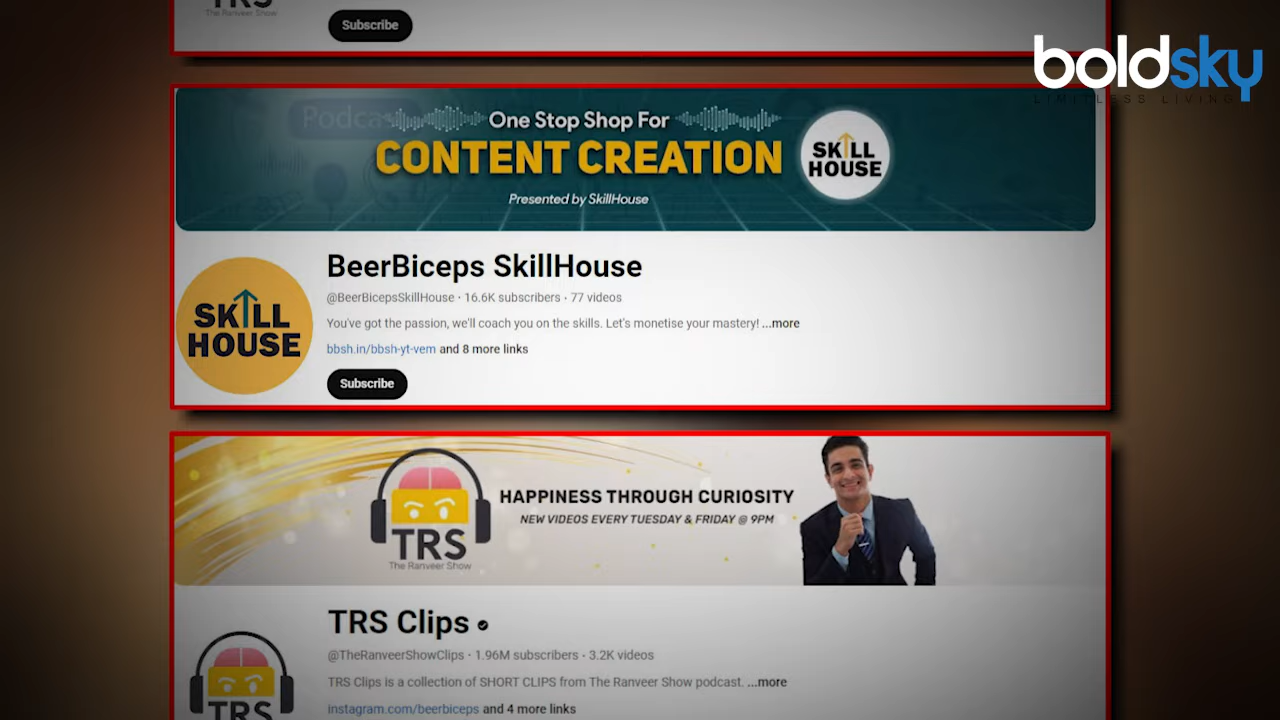 TRS
The Ranveer Show
Subscribe
boldsky
LIMITLESS LIVING
One Stop Shop For
CONTENT CREATION
Presented by SkillHouse
SKILL
HOUSE
BeerBiceps SkillHouse
@BeerBicepsSkillHouse · 16.6K subscribers · 77 videos
You've got the passion, we'll coach you on the skills. Let's monetise your mastery! ...more
bbsh.in/bbsh-yt-vem and 8 more links
SKILL
HOUSE
Subscribe
HAPPINESS THROUGH CURIOSITY
NEW VIDEOS EVERY TUESDAY & FRIDAY @ 9PM
TRS
The Ranveer Show
TRS Clips
@TheRanveerShowClips · 1.96M subscribers · 3.2K videos
TRS Clips is a collection of SHORT CLIPS from The Ranveer Show podcast. ...more
instagram.com/beerbiceps and 4 more links
TRS